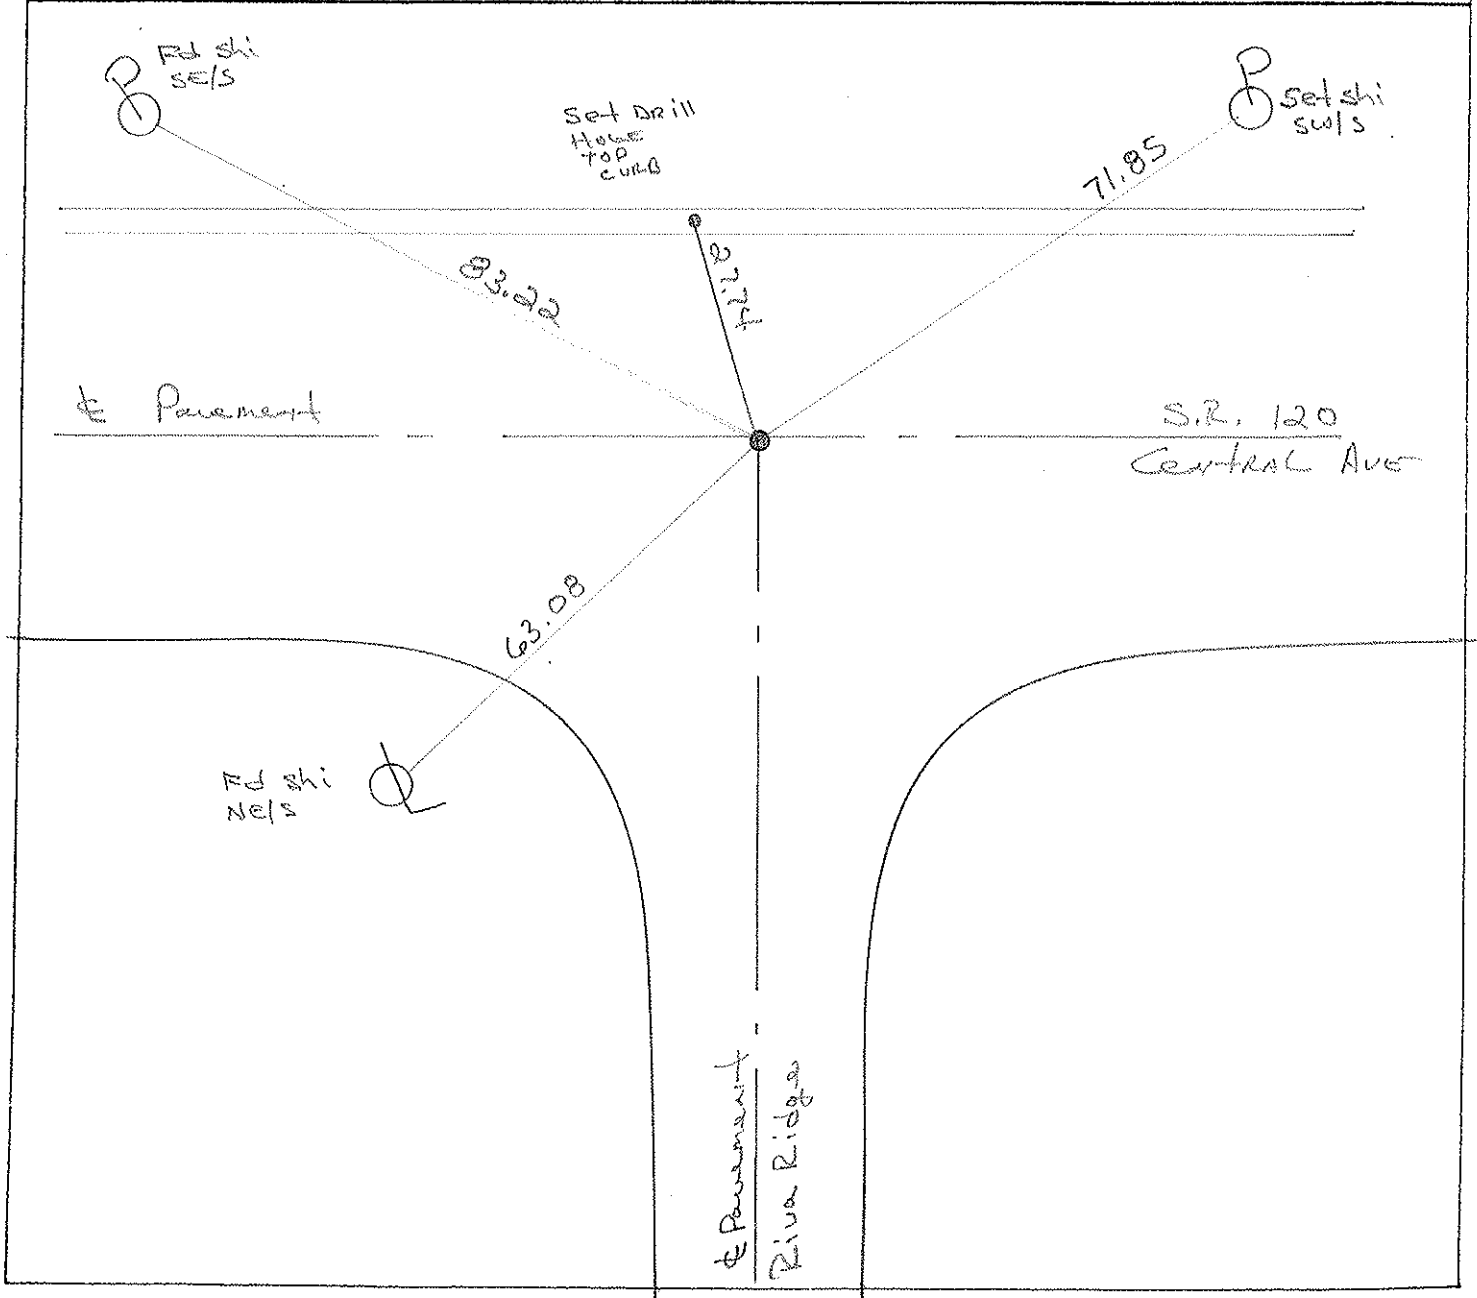 Fd shi
SE/S
Set DRill
HOLE
TOP
CURB
Set shi
SW/S
71.85
83.22
27.74
℄ Pavement
S.R. 120
CentRAL AVE
63.08
Fd shi
NE/S
℄ Pavement
Riva Ridge